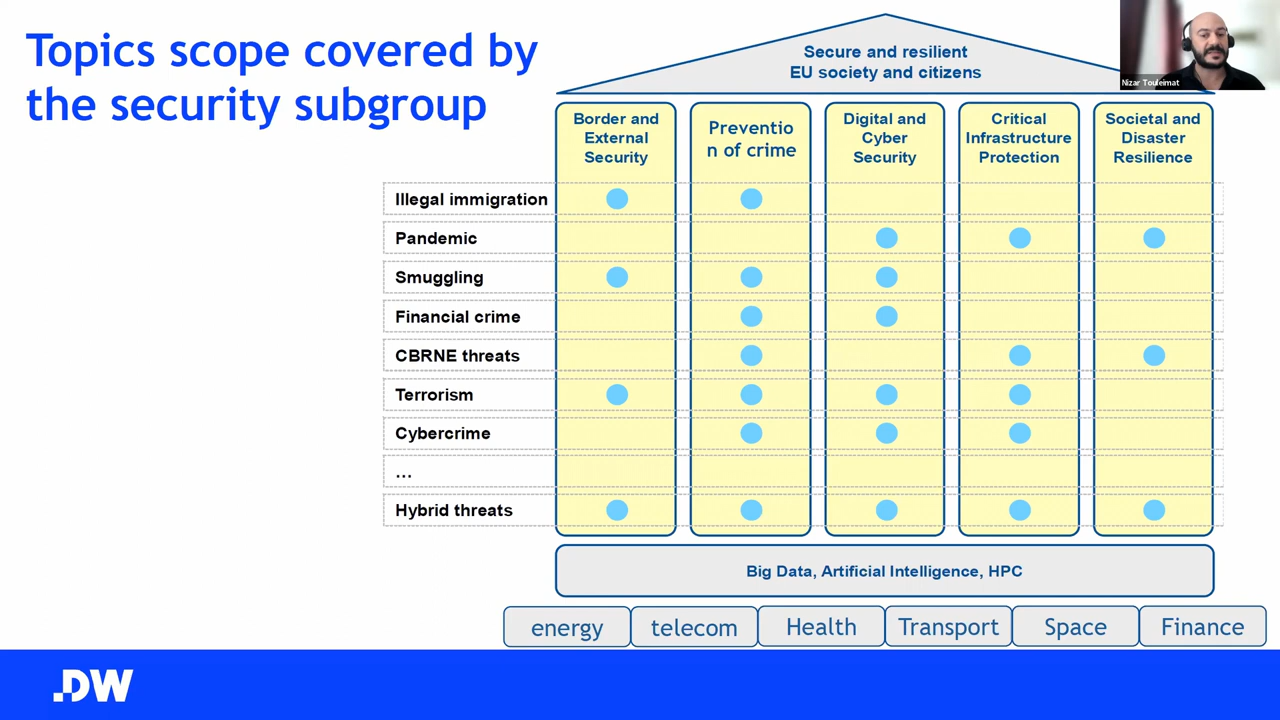 Topics scope covered by
the security subgroup
Secure and resilient
EU society and citizens
Nizar Touleimat
Border and
External
Security
Preventio
n of crime
Digital and
Cyber
Security
Critical
Infrastructure
Protection
Societal and
Disaster
Resilience
Illegal immigration
Pandemic
Smuggling
Financial crime
CBRNE threats
Terrorism
Cybercrime
...
Hybrid threats
Big Data, Artificial Intelligence, HPC
energy
telecom
Health
Transport
Space
Finance
.DW